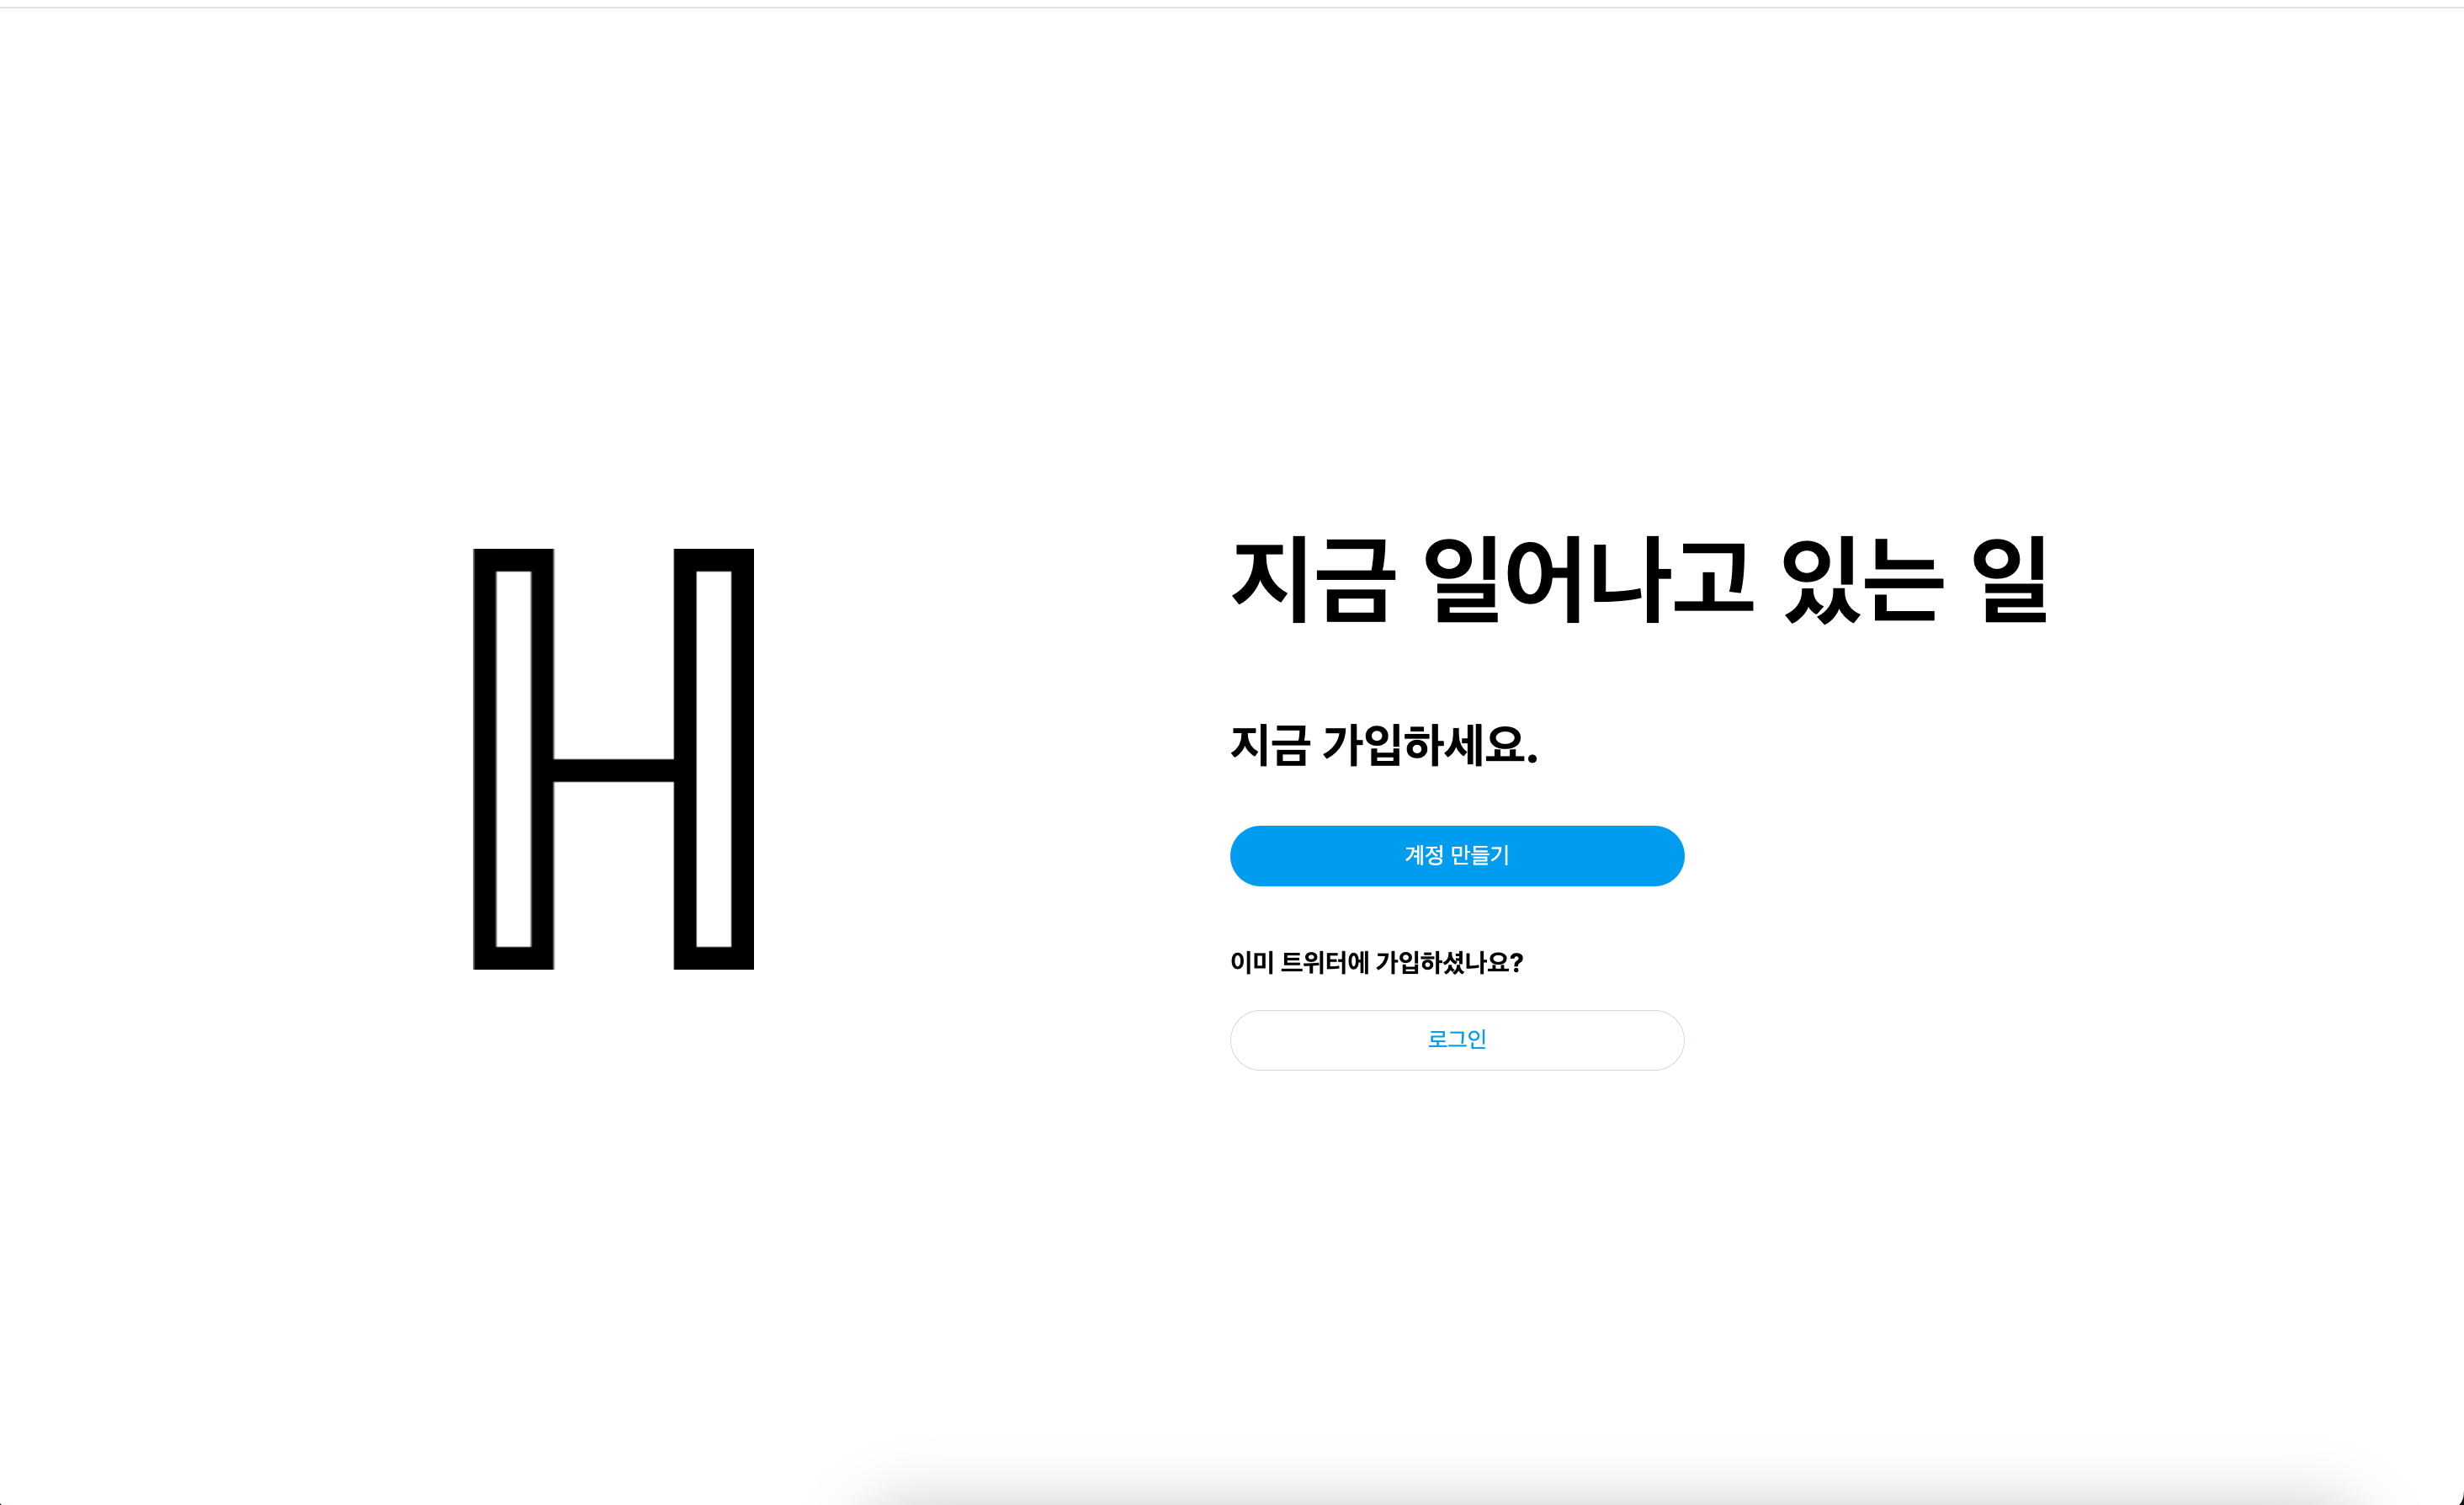 H
지금 일어나고 있는 일
지금 가입하세요.
계정 만들기
이미 트위터에 가입하셨나요?
로그인